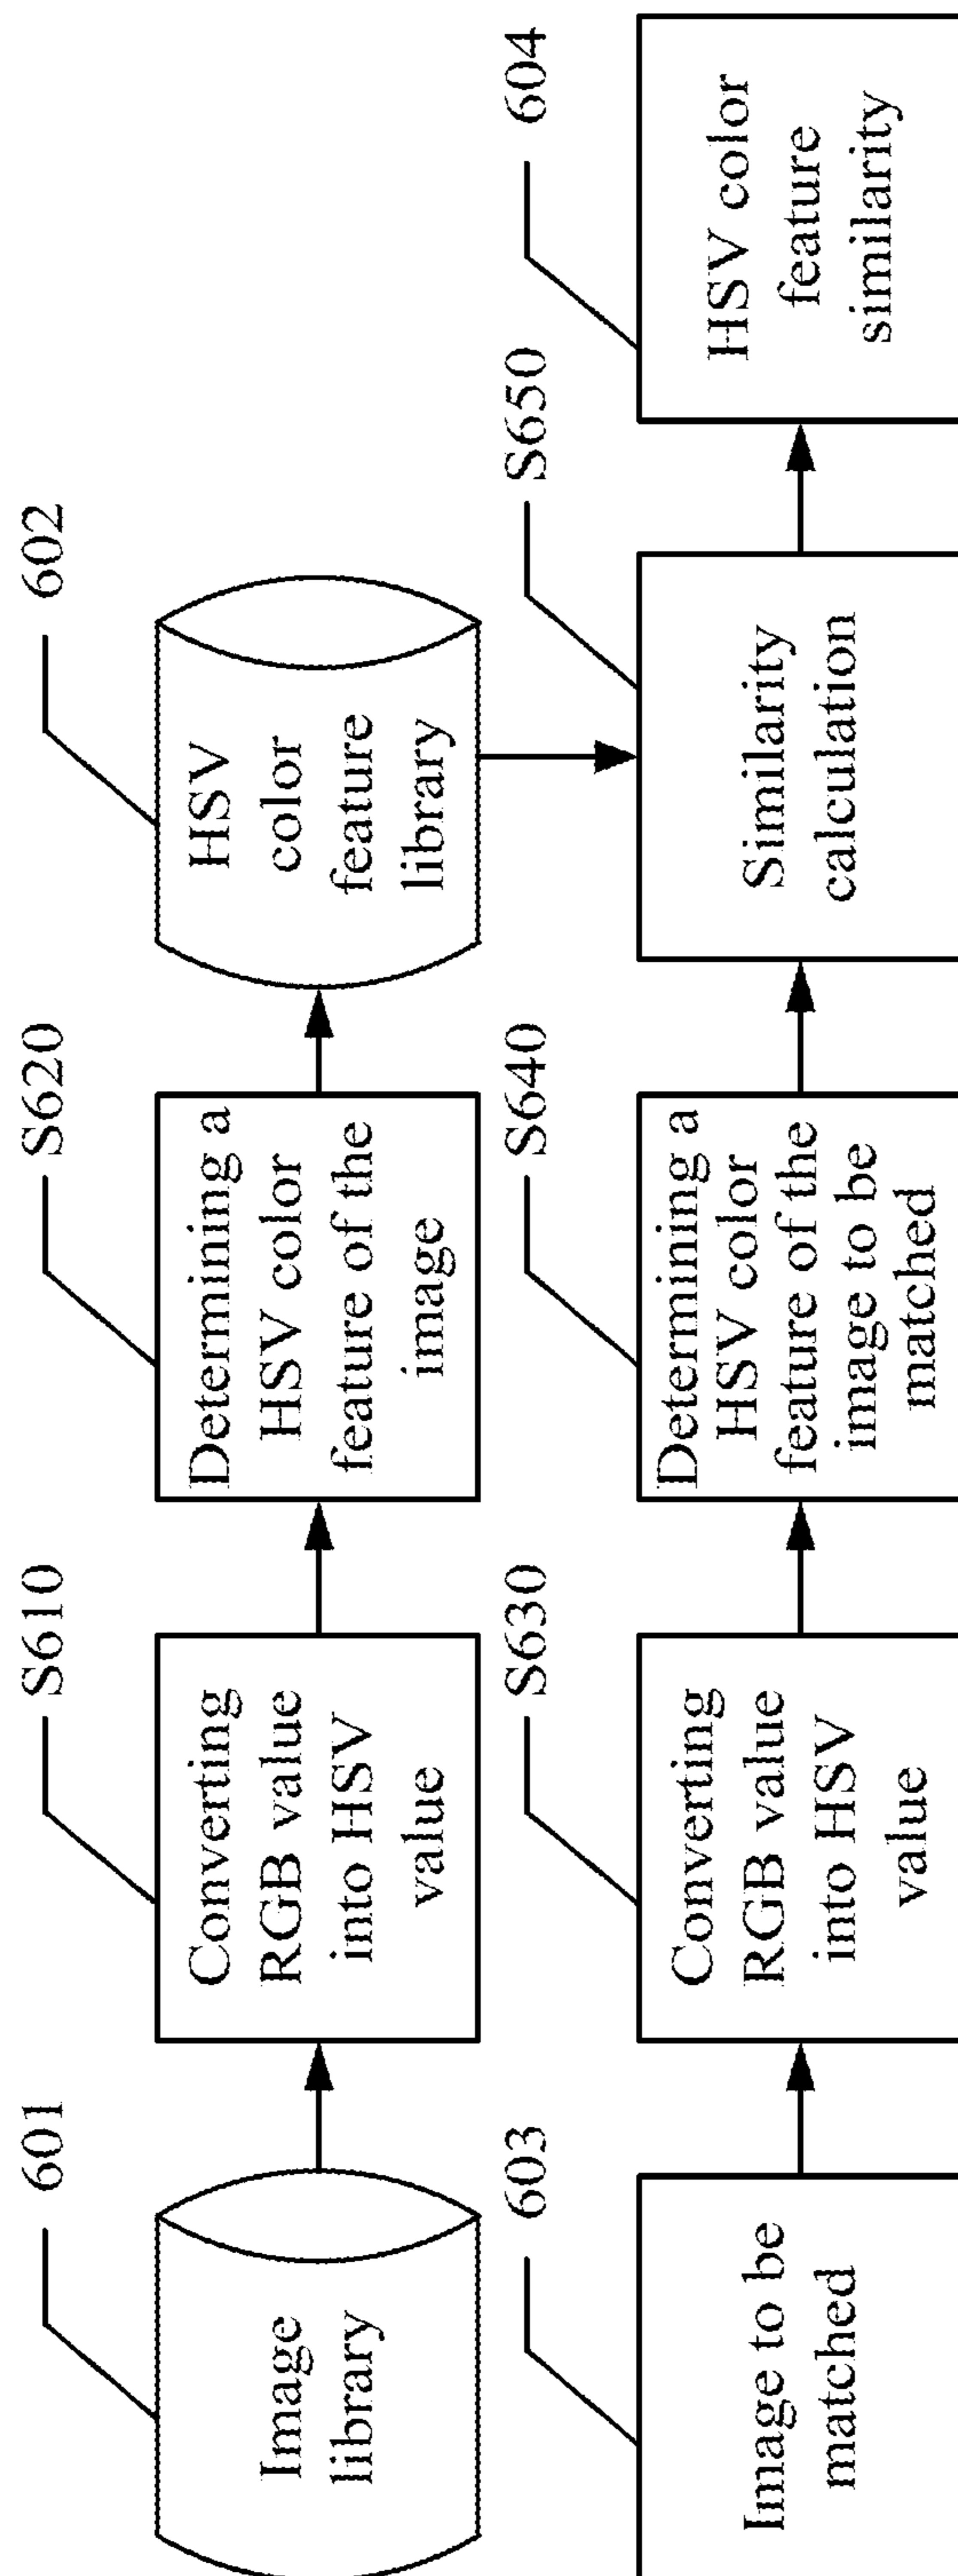 601
Image
library
S610
Converting
RGB value
into HSV
value
S620
Determining a
HSV color
feature of the
image
602
HSV
color
feature
library
603
Image to be
matched
S630
Converting
RGB value
into HSV
value
S640
Determining a
HSV color
feature of the
image to be
matched
S650
Similarity
calculation
604
HSV color
feature
similarity